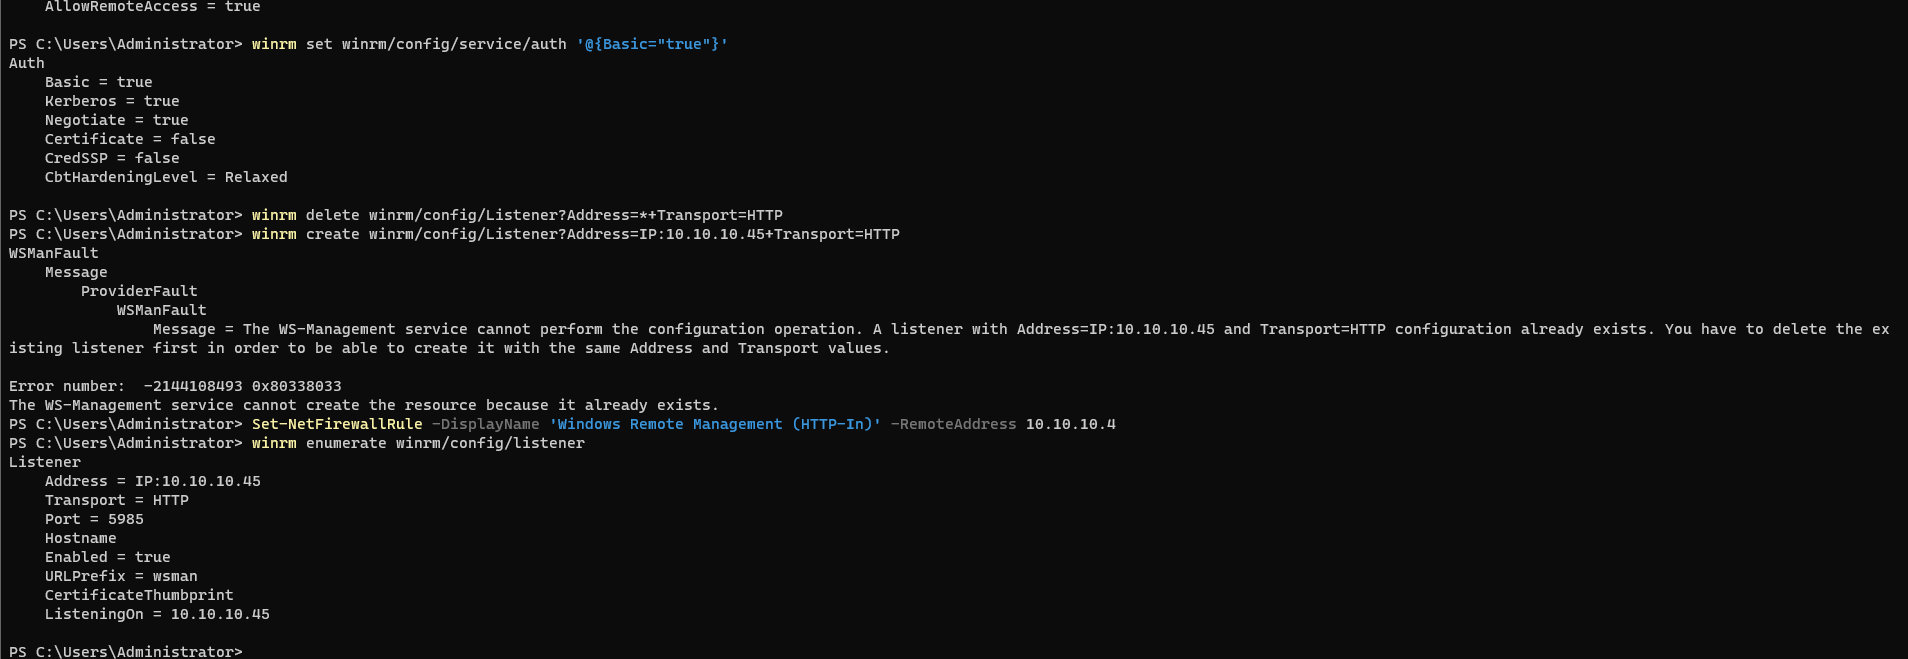 AllowRemoteAccess = true
PS C:\Users\Administrator> winrm set winrm/config/service/auth '@{Basic="true"}'
Auth
    Basic = true
    Kerberos = true
    Negotiate = true
    Certificate = false
    CredSSP = false
    CbtHardeningLevel = Relaxed
PS C:\Users\Administrator> winrm delete winrm/config/Listener?Address=*+Transport=HTTP
PS C:\Users\Administrator> winrm create winrm/config/Listener?Address=IP:10.10.10.45+Transport=HTTP
WSManFault
    Message
        ProviderFault
            WSManFault
                Message = The WS-Management service cannot perform the configuration operation. A listener with Address=IP:10.10.10.45 and Transport=HTTP configuration already exists. You have to delete the ex
isting listener first in order to be able to create it with the same Address and Transport values.
Error number:  -2144108493 0x80338033
The WS-Management service cannot create the resource because it already exists.
PS C:\Users\Administrator> Set-NetFirewallRule -DisplayName 'Windows Remote Management (HTTP-In)' -RemoteAddress 10.10.10.4
PS C:\Users\Administrator> winrm enumerate winrm/config/listener
Listener
    Address = IP:10.10.10.45
    Transport = HTTP
    Port = 5985
    Hostname
    Enabled = true
    URLPrefix = wsman
    CertificateThumbprint
    ListeningOn = 10.10.10.45
PS C:\Users\Administrator>